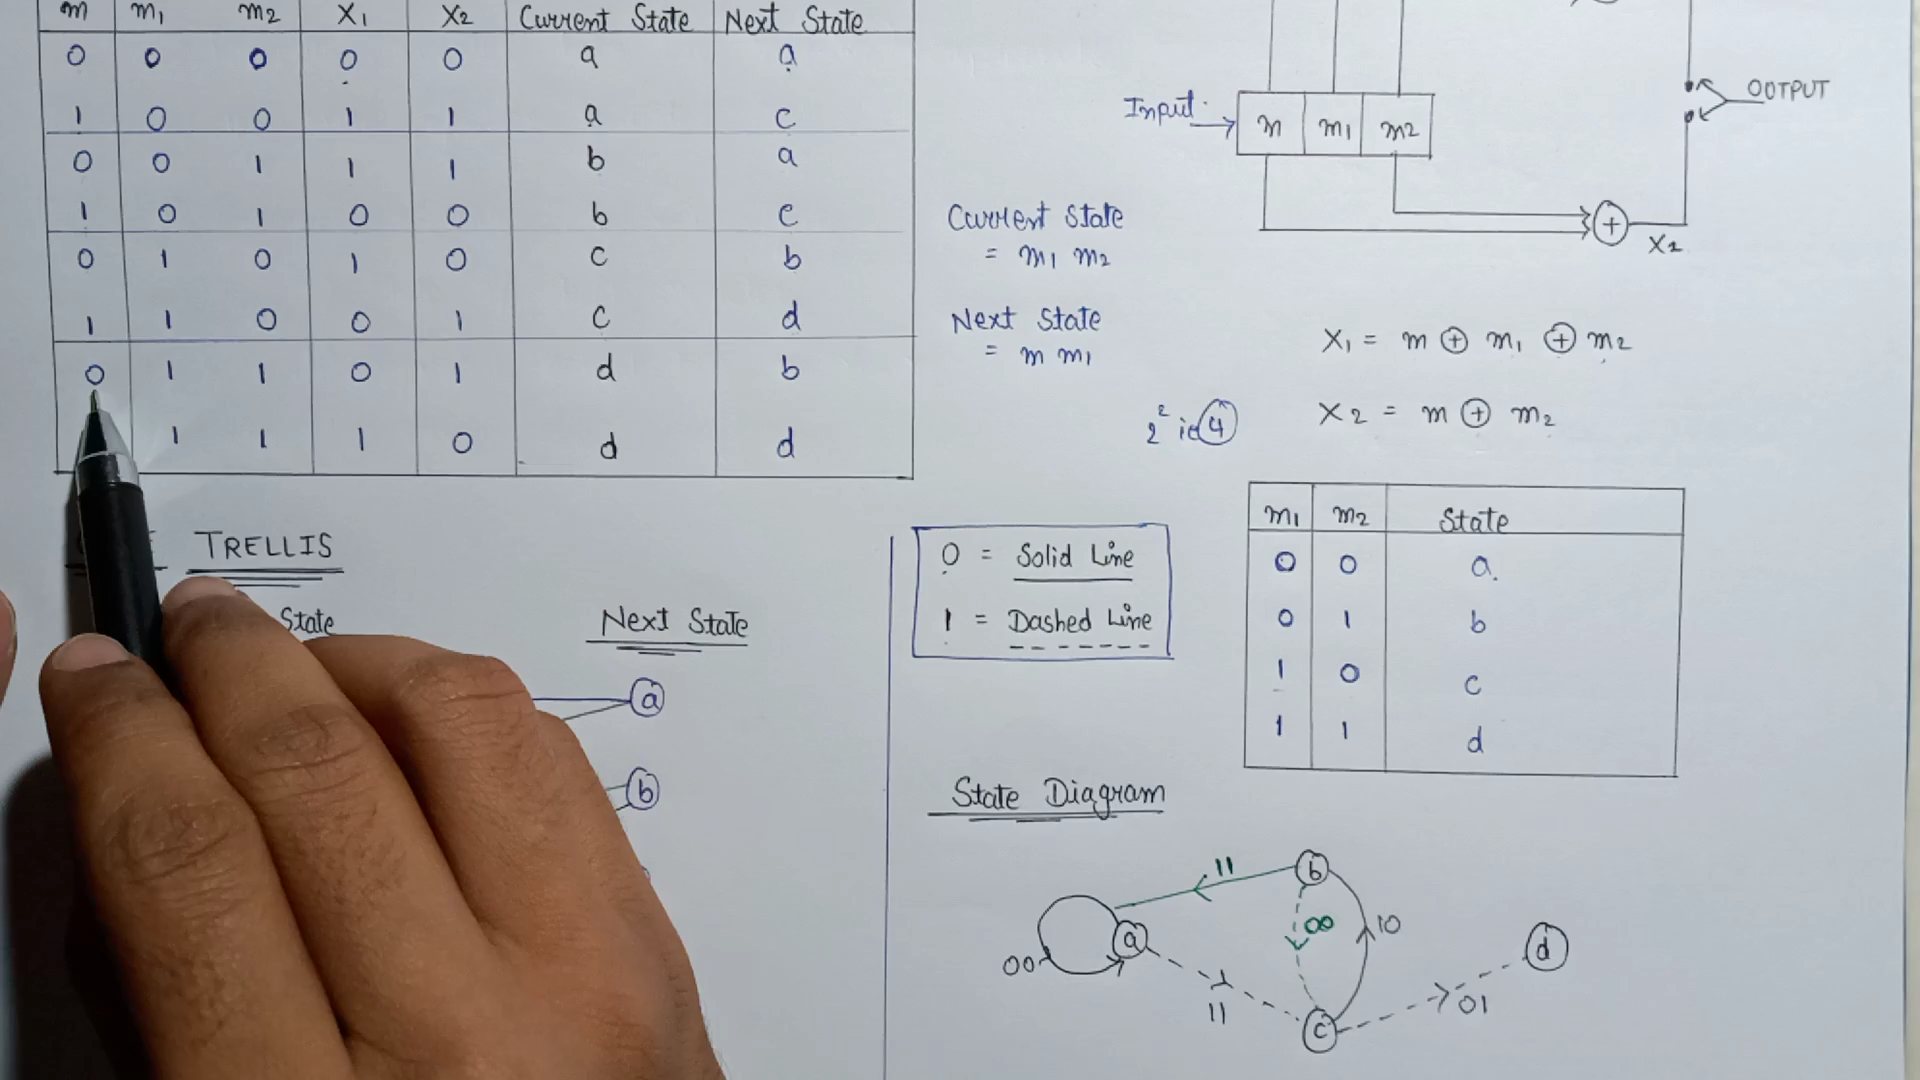 m m1 m2 X1 X2 Current State Next State
0 0 0 0 0 a a
1 0 0 1 1 a c
0 0 1 1 1 b a
1 0 1 0 0 b c
0 1 0 1 0 c b
1 1 0 0 1 c d
0 1 1 0 1 d b
1 1 1 0 d d
TRELLIS
State Next State
a
b
Input
m m1 m2
OUTPUT
+
X2
Current State
= m1 m2
Next State
= m m1
X1 = m ⊕ m1 ⊕ m2
X2 = m ⊕ m2
2² ie 4
0 = Solid Line
1 = Dashed Line
m1 m2 State
0 0 a.
0 1 b
1 0 c
1 1 d
State Diagram
11 b
00 10
a d
00
11 c 01